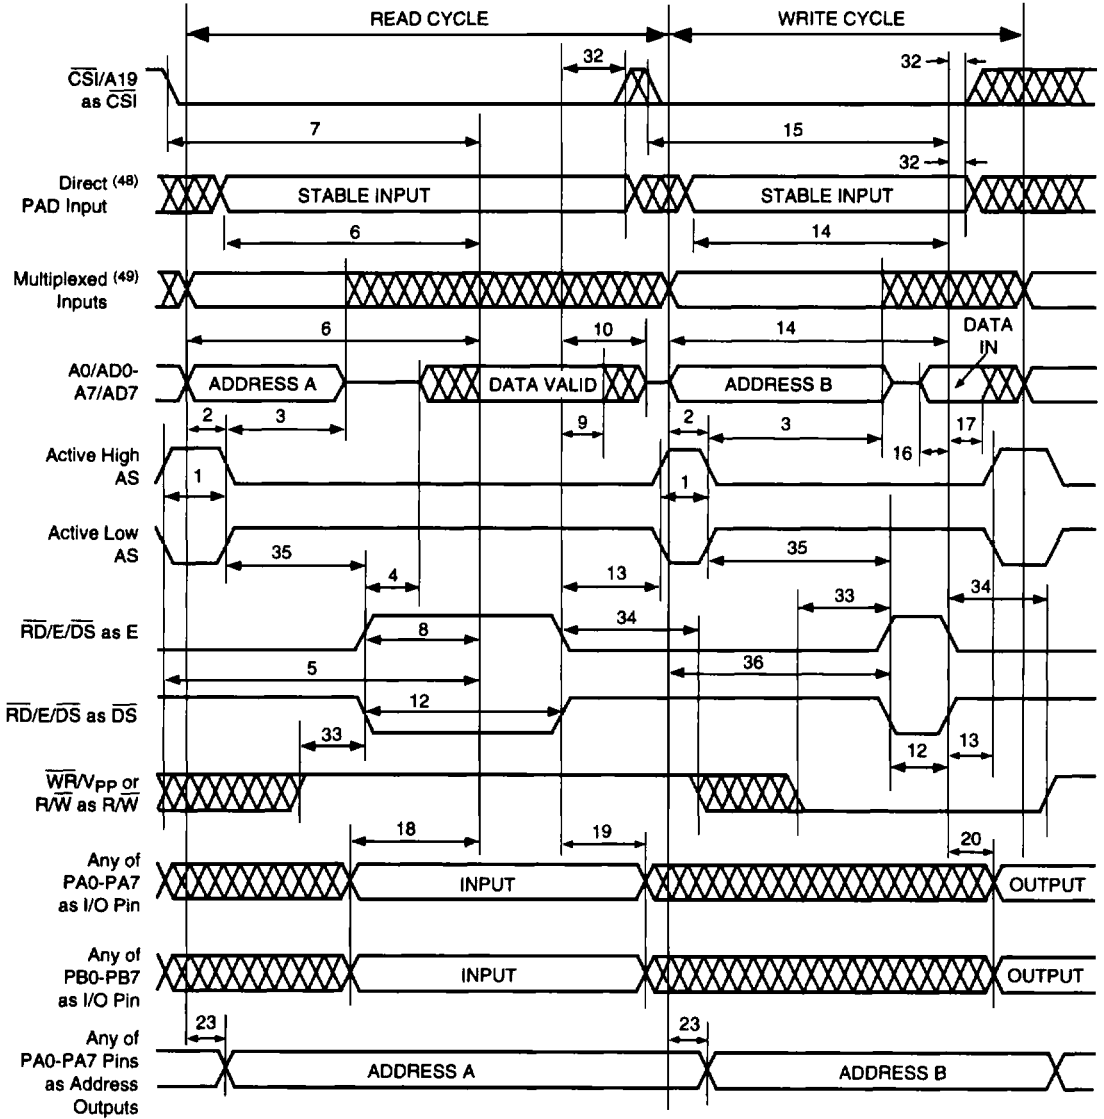 READ CYCLE WRITE CYCLE
32
32
CSI/A19
as CSI
7 15
32
Direct (48)
PAD Input
STABLE INPUT STABLE INPUT
6 14
Multiplexed (49)
Inputs
6 10 14 DATA
IN
A0/AD0-
A7/AD7
ADDRESS A DATA VALID ADDRESS B
2 3 9 2 3 16 17
Active High
AS
1 1
Active Low
AS
35 35
4 13 34
33
RD/E/DS as E
8 34
5 36
RD/E/DS as DS
12
33 12 13
WR/VPP or
R/W as R/W
18 19 20
Any of
PA0-PA7
as I/O Pin
INPUT OUTPUT
Any of
PB0-PB7
as I/O Pin
INPUT OUTPUT
23 23
Any of
PA0-PA7 Pins
as Address
Outputs
ADDRESS A ADDRESS B